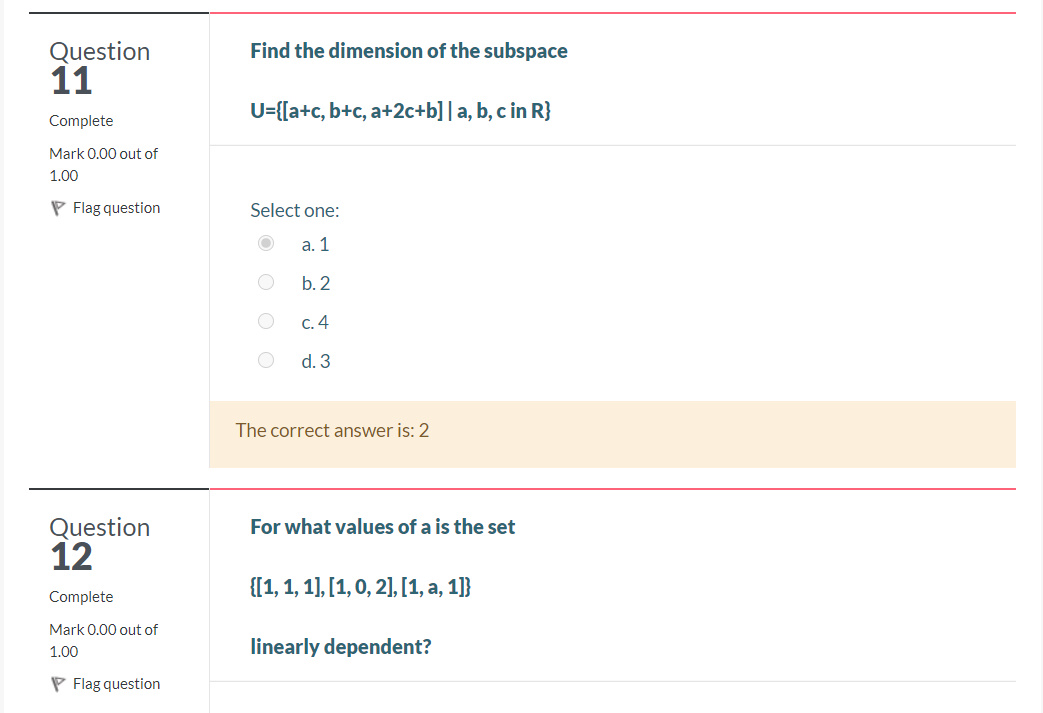 Question
11
Complete
Mark 0.00 out of
1.00
Flag question
Find the dimension of the subspace
U={[a+c, b+c, a+2c+b] | a, b, c in R}
Select one:
a. 1
b. 2
c. 4
d. 3
The correct answer is: 2
Question
12
Complete
Mark 0.00 out of
1.00
Flag question
For what values of a is the set
{[1, 1, 1], [1, 0, 2], [1, a, 1]}
linearly dependent?